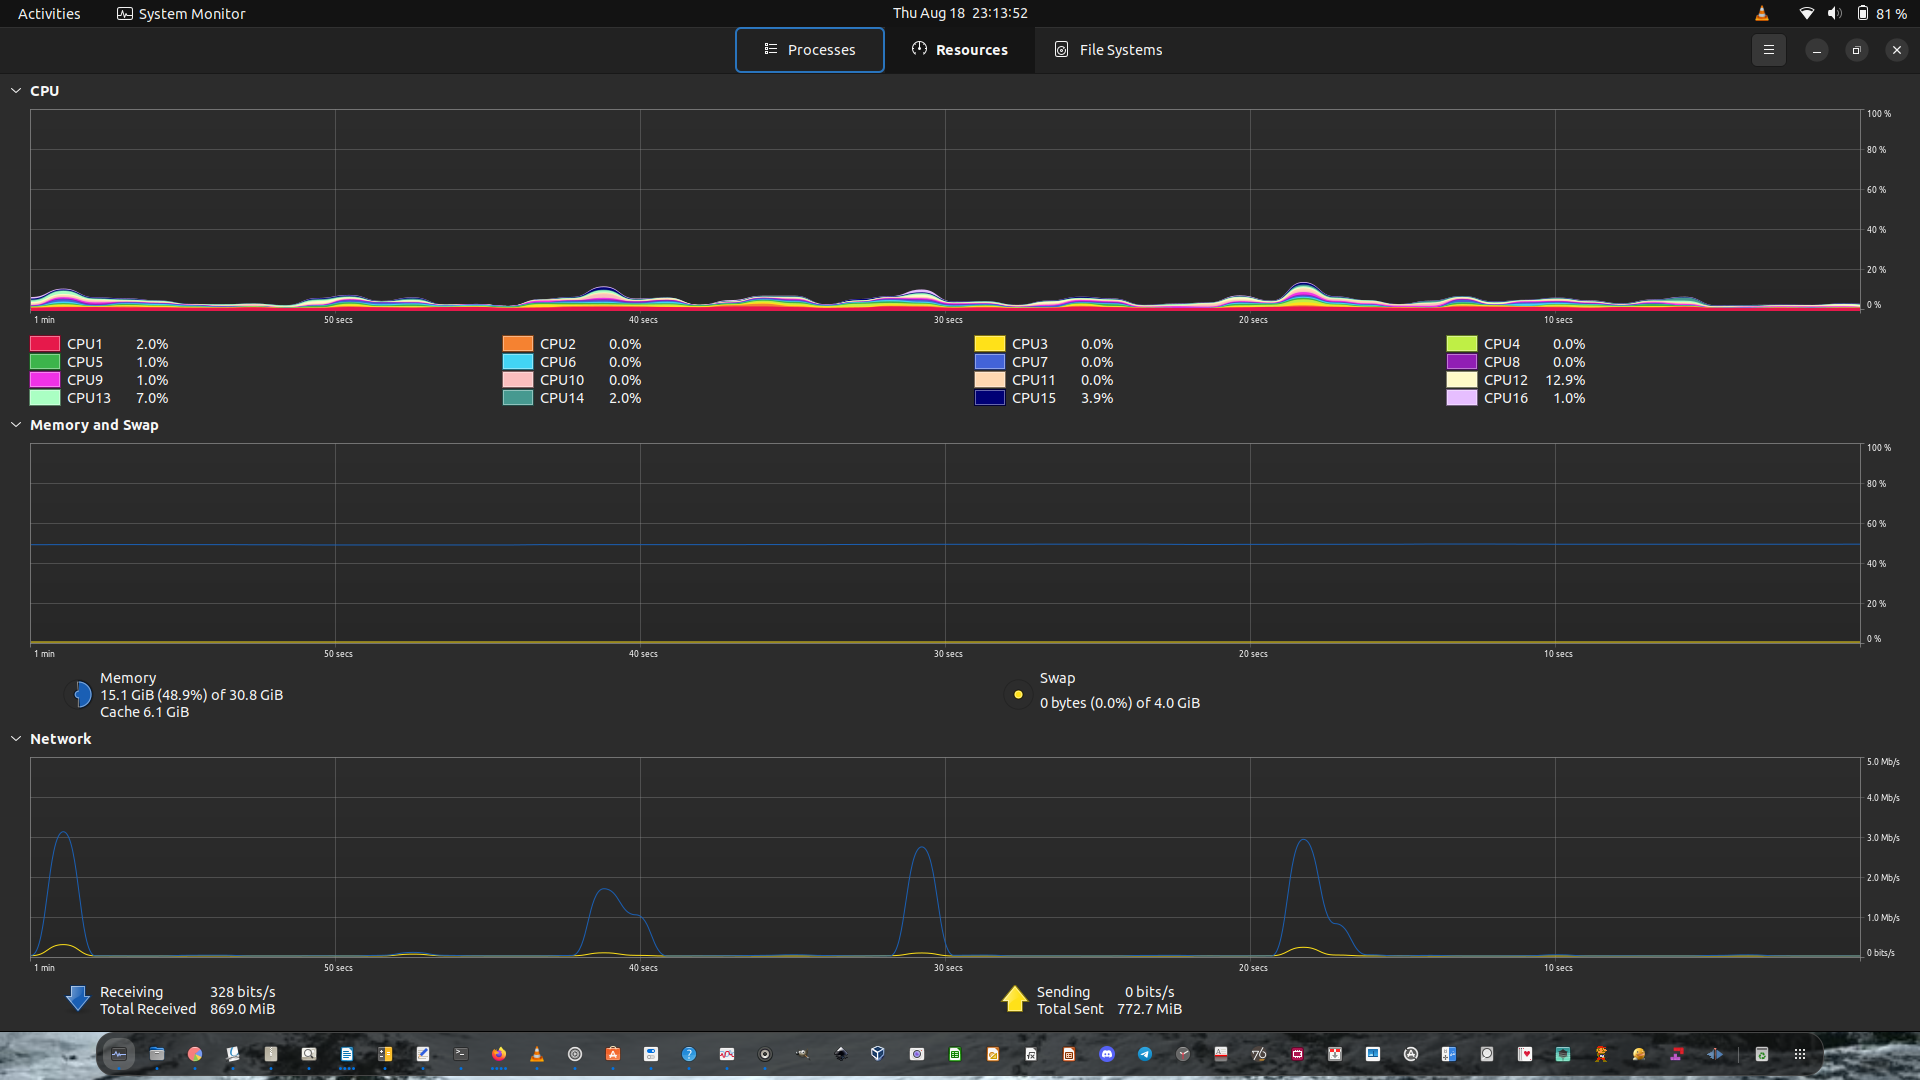 Activities System Monitor Thu Aug 18 23:13:52 81 %
Processes Resources File Systems
CPU
100 %
80 %
60 %
40 %
20 %
0 %
1 min 50 secs 40 secs 30 secs 20 secs 10 secs
CPU1 2.0% CPU2 0.0% CPU3 0.0% CPU4 0.0%
CPU5 1.0% CPU6 0.0% CPU7 0.0% CPU8 0.0%
CPU9 1.0% CPU10 0.0% CPU11 0.0% CPU12 12.9%
CPU13 7.0% CPU14 2.0% CPU15 3.9% CPU16 1.0%
Memory and Swap
100 %
80 %
60 %
40 %
20 %
0 %
1 min 50 secs 40 secs 30 secs 20 secs 10 secs
Memory
15.1 GiB (48.9%) of 30.8 GiB
Cache 6.1 GiB
Swap
0 bytes (0.0%) of 4.0 GiB
Network
5.0 Mb/s
4.0 Mb/s
3.0 Mb/s
2.0 Mb/s
1.0 Mb/s
0 bits/s
1 min 50 secs 40 secs 30 secs 20 secs 10 secs
Receiving 328 bits/s Sending 0 bits/s
Total Received 869.0 MiB Total Sent 772.7 MiB
76